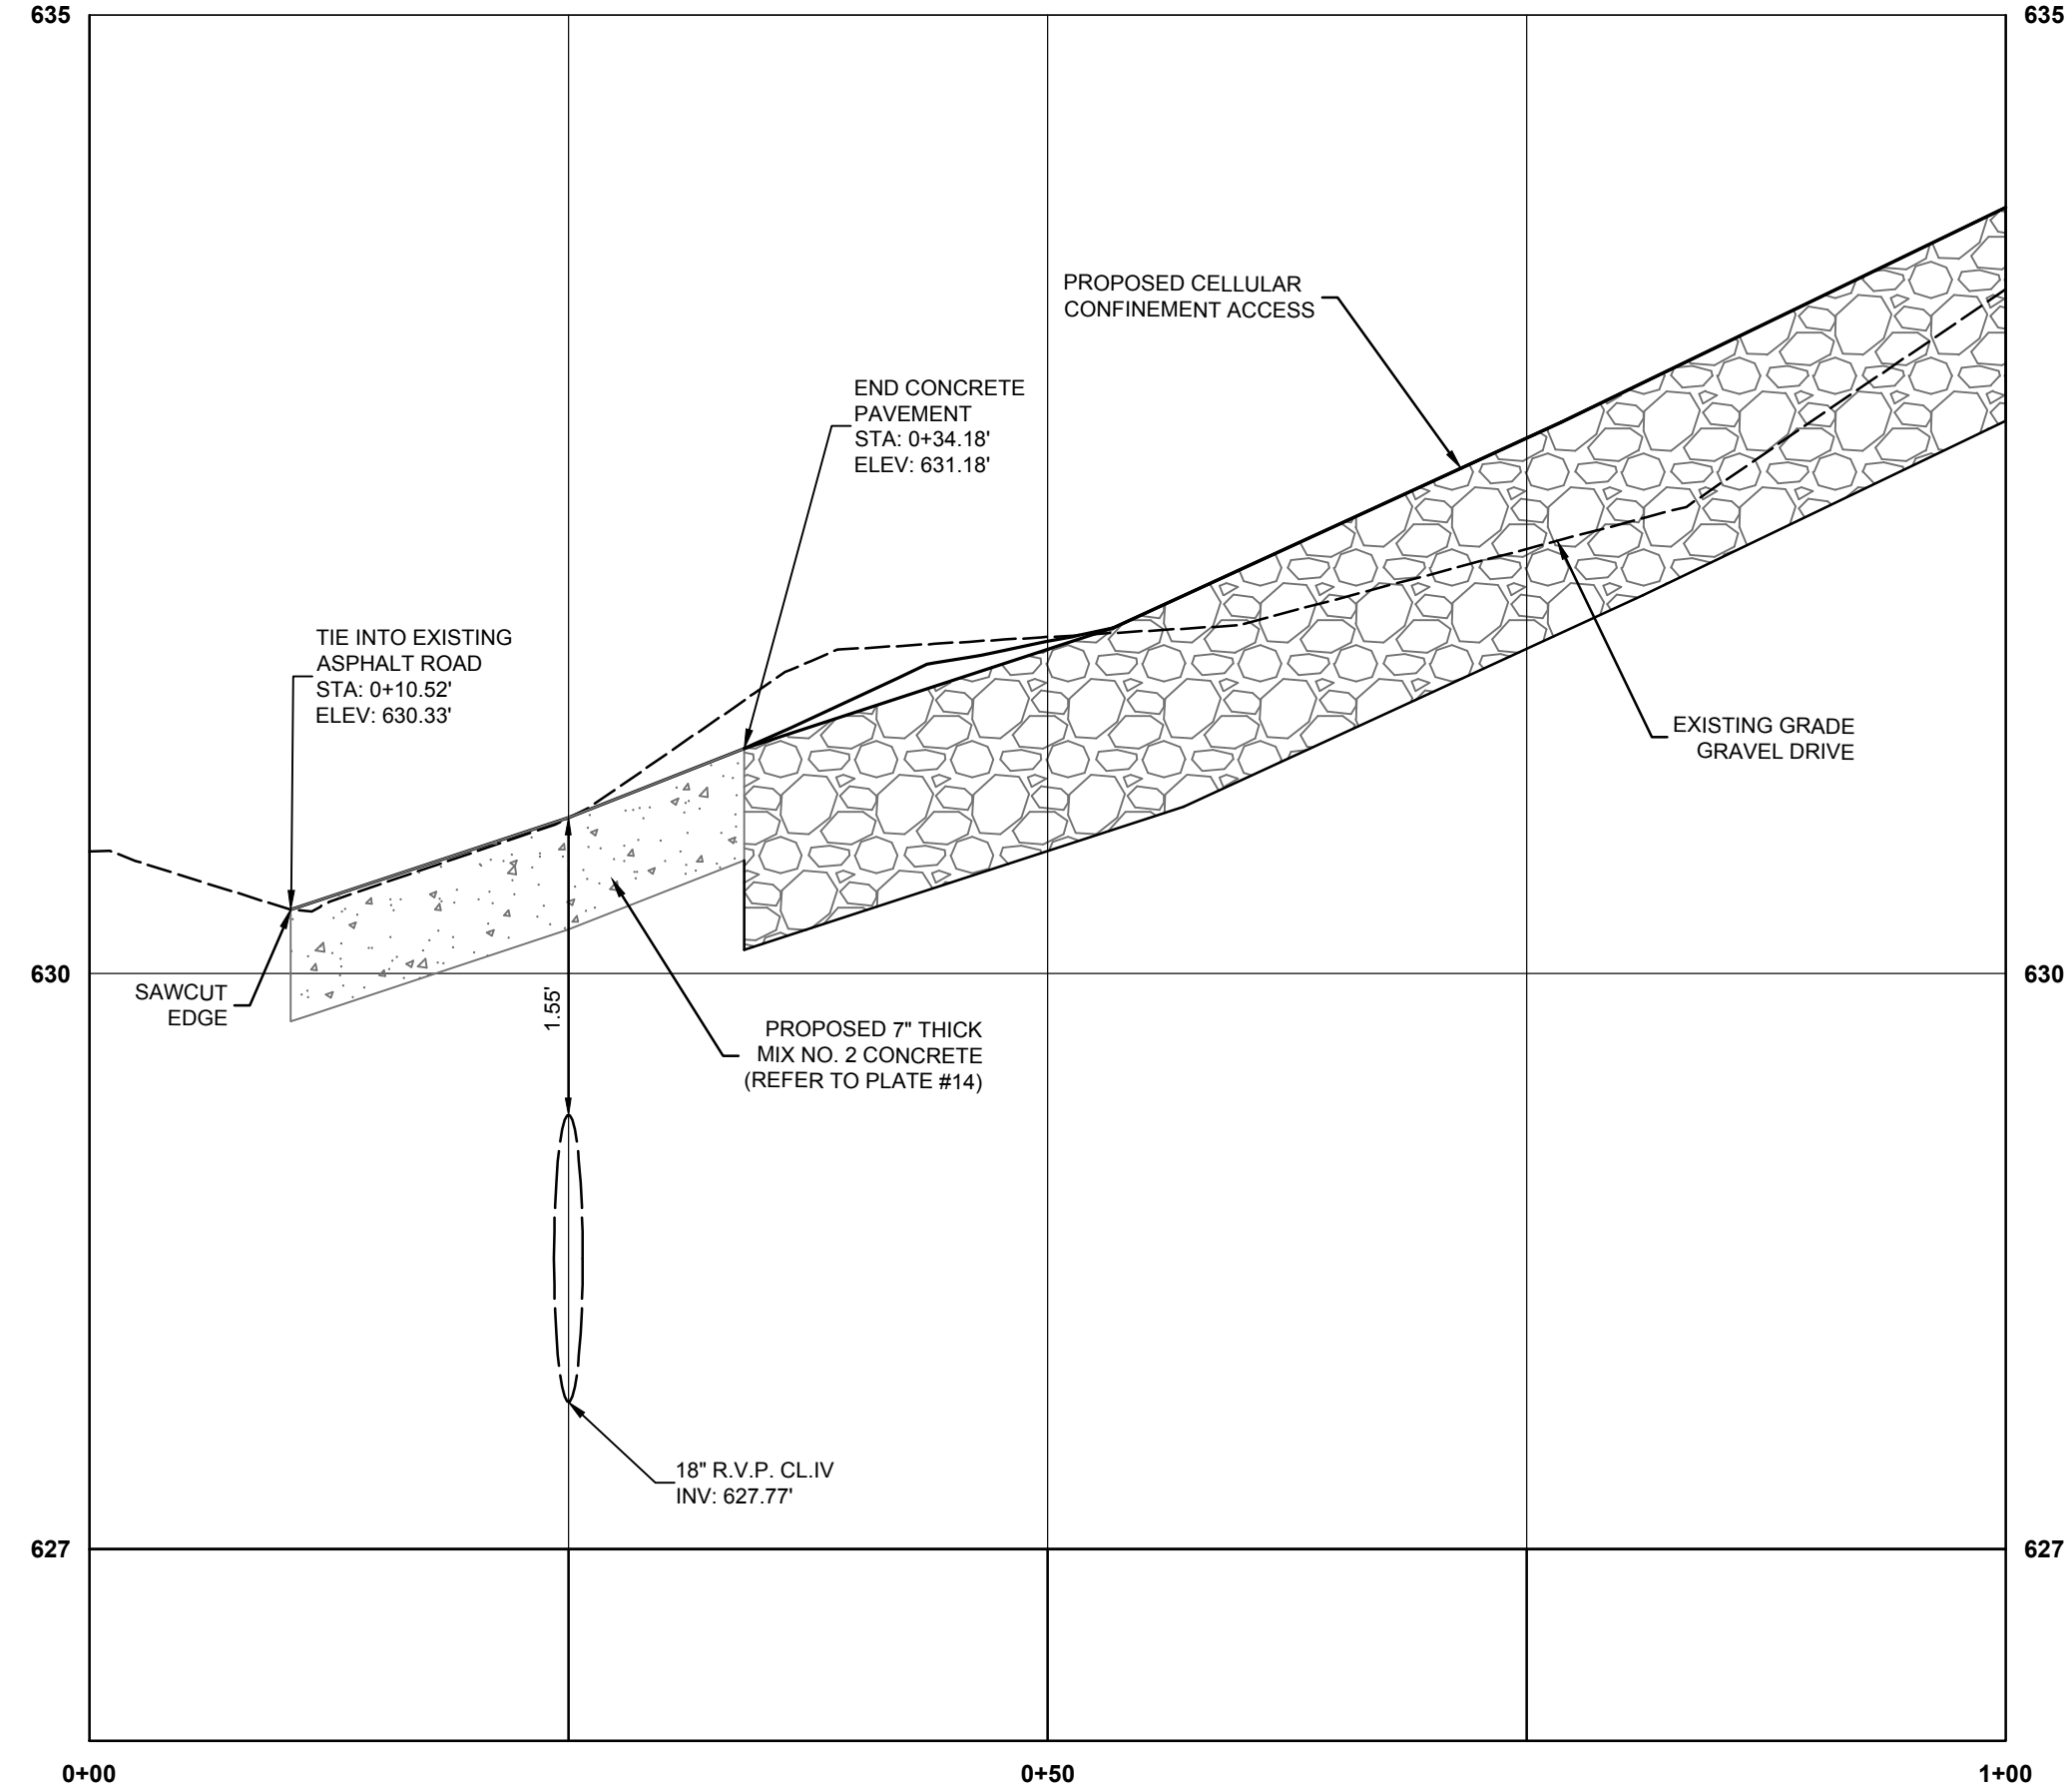 635
635
PROPOSED CELLULAR
CONFINEMENT ACCESS
END CONCRETE
PAVEMENT
STA: 0+34.18'
ELEV: 631.18'
TIE INTO EXISTING
ASPHALT ROAD
STA: 0+10.52'
ELEV: 630.33'
EXISTING GRADE
GRAVEL DRIVE
630
630
SAWCUT
EDGE
1.55'
PROPOSED 7" THICK
MIX NO. 2 CONCRETE
(REFER TO PLATE #14)
18" R.V.P. CL.IV
INV: 627.77'
627
627
0+00
0+50
1+00